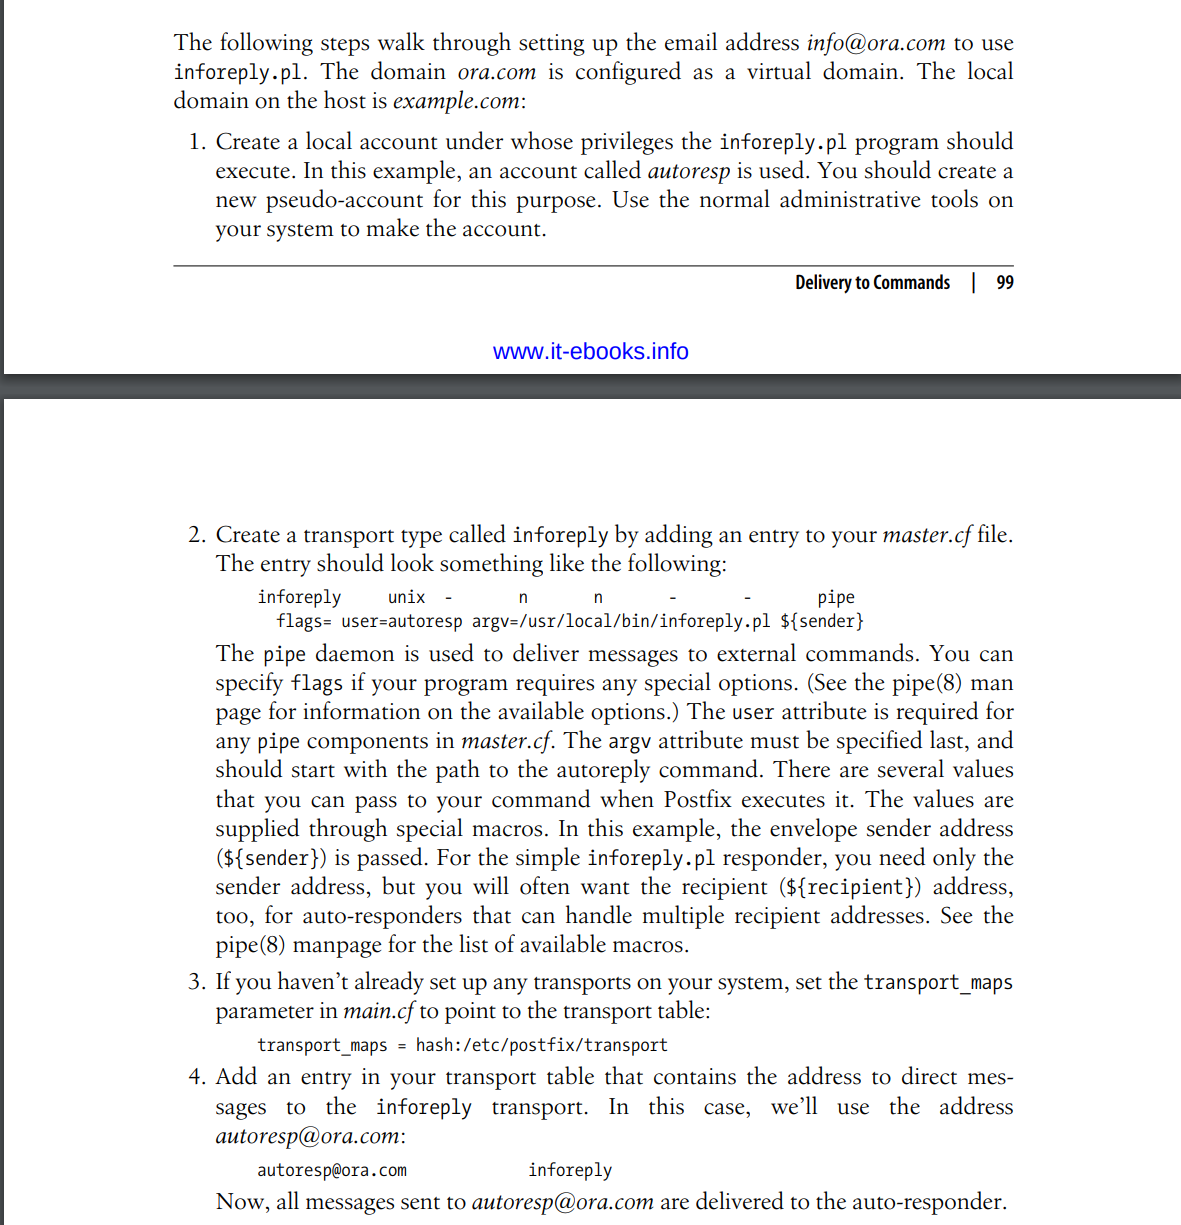 The following steps walk through setting up the email address info@ora.com to use
inforeply.pl. The domain ora.com is configured as a virtual domain. The local
domain on the host is example.com:
1. Create a local account under whose privileges the inforeply.pl program should
execute. In this example, an account called autoresp is used. You should create a
new pseudo-account for this purpose. Use the normal administrative tools on
your system to make the account.
Delivery to Commands | 99
www.it-ebooks.info
2. Create a transport type called inforeply by adding an entry to your master.cf file.
The entry should look something like the following:
inforeply unix - n n - - pipe
flags= user=autoresp argv=/usr/local/bin/inforeply.pl ${sender}
The pipe daemon is used to deliver messages to external commands. You can
specify flags if your program requires any special options. (See the pipe(8) man
page for information on the available options.) The user attribute is required for
any pipe components in master.cf. The argv attribute must be specified last, and
should start with the path to the autoreply command. There are several values
that you can pass to your command when Postfix executes it. The values are
supplied through special macros. In this example, the envelope sender address
(${sender}) is passed. For the simple inforeply.pl responder, you need only the
sender address, but you will often want the recipient (${recipient}) address,
too, for auto-responders that can handle multiple recipient addresses. See the
pipe(8) manpage for the list of available macros.
3. If you haven’t already set up any transports on your system, set the transport_maps
parameter in main.cf to point to the transport table:
transport_maps = hash:/etc/postfix/transport
4. Add an entry in your transport table that contains the address to direct mes-
sages to the inforeply transport. In this case, we’ll use the address
autoresp@ora.com:
autoresp@ora.com inforeply
Now, all messages sent to autoresp@ora.com are delivered to the auto-responder.